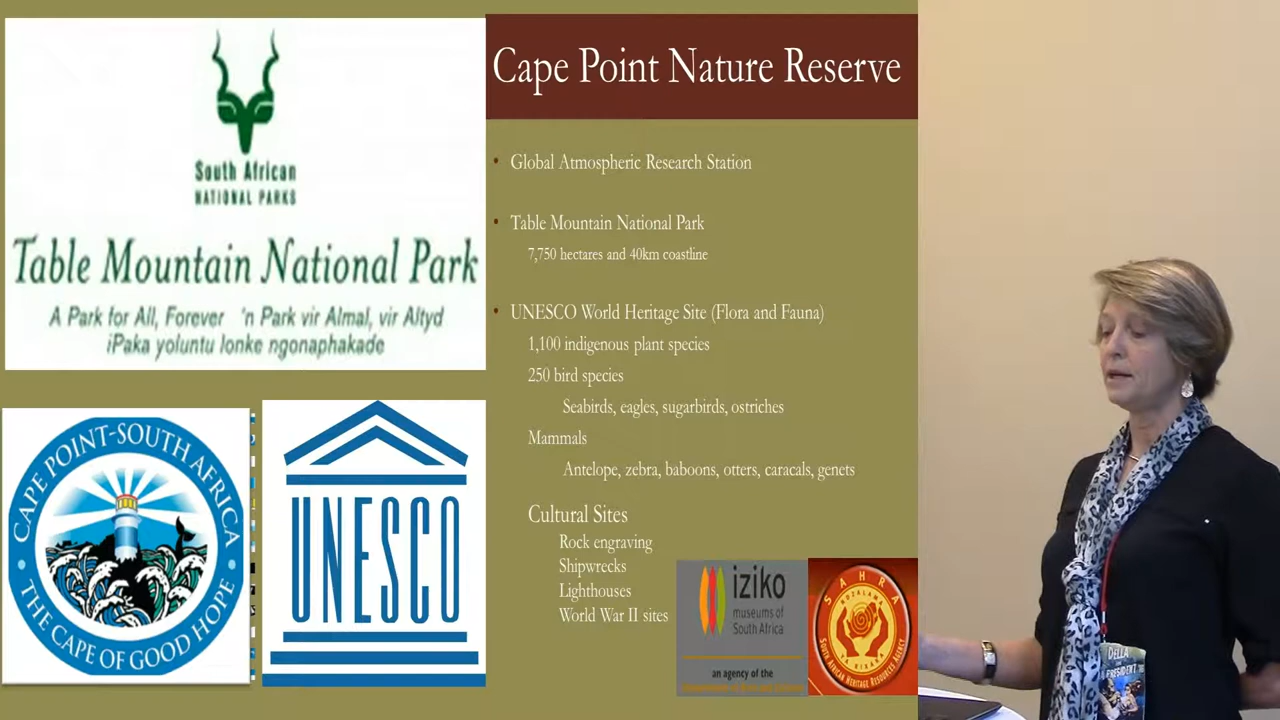 South African
NATIONAL PARKS
Table Mountain National Park
A Park for All, Forever 'n Park vir Almal, vir Altyd
iPaka yoluntu lonke ngonaphakade
CAPE POINT-SOUTH AFRICA
• THE CAPE OF GOOD HOPE •
UNESCO
Cape Point Nature Reserve
• Global Atmospheric Research Station
• Table Mountain National Park
7,750 hectares and 40km coastline
• UNESCO World Heritage Site (Flora and Fauna)
1,100 indigenous plant species
250 bird species
Seabirds, eagles, sugarbirds, ostriches
Mammals
Antelope, zebra, baboons, otters, caracals, genets
Cultural Sites
Rock engraving
Shipwrecks
Lighthouses
World War II sites
iziko
museums of
South Africa
an agency of the
SAHRA
SOUTH AFRICAN HERITAGE RESOURCES AGENCY
DELLA
PRESIDENT